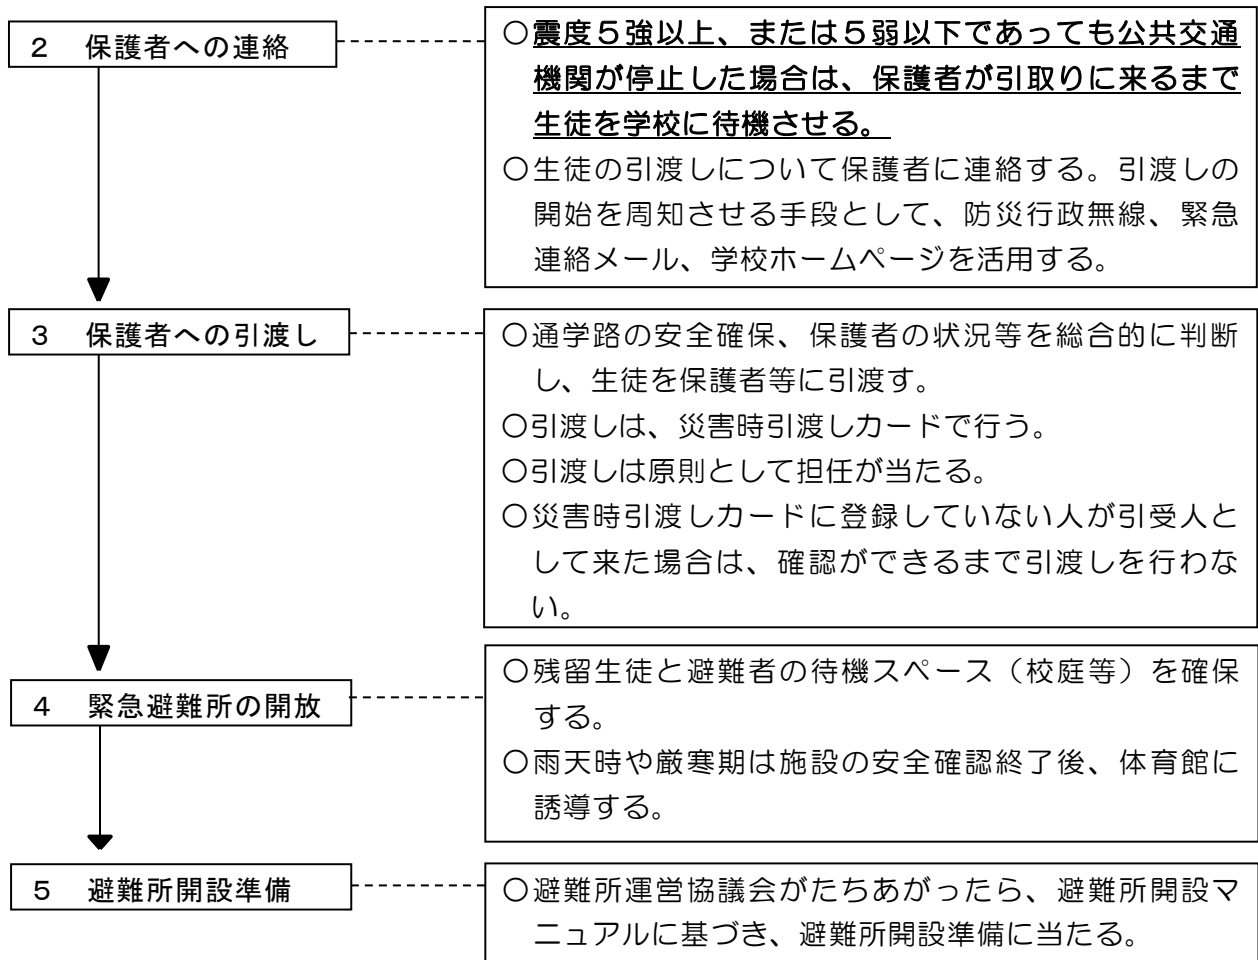 ２　保護者への連絡
○震度５強以上、または５弱以下であっても公共交通
機関が停止した場合は、保護者が引取りに来るまで
生徒を学校に待機させる。
○生徒の引渡しについて保護者に連絡する。引渡しの
開始を周知させる手段として、防災行政無線、緊急
連絡メール、学校ホームページを活用する。
３　保護者への引渡し
○通学路の安全確保、保護者の状況等を総合的に判断
し、生徒を保護者等に引渡す。
○引渡しは、災害時引渡しカードで行う。
○引渡しは原則として担任が当たる。
○災害時引渡しカードに登録していない人が引受人と
して来た場合は、確認ができるまで引渡しを行わな
い。
４　緊急避難所の開放
○残留生徒と避難者の待機スペース（校庭等）を確保
する。
○雨天時や厳寒期は施設の安全確認終了後、体育館に
誘導する。
５　避難所開設準備
○避難所運営協議会がたちあがったら、避難所開設マ
ニュアルに基づき、避難所開設準備に当たる。